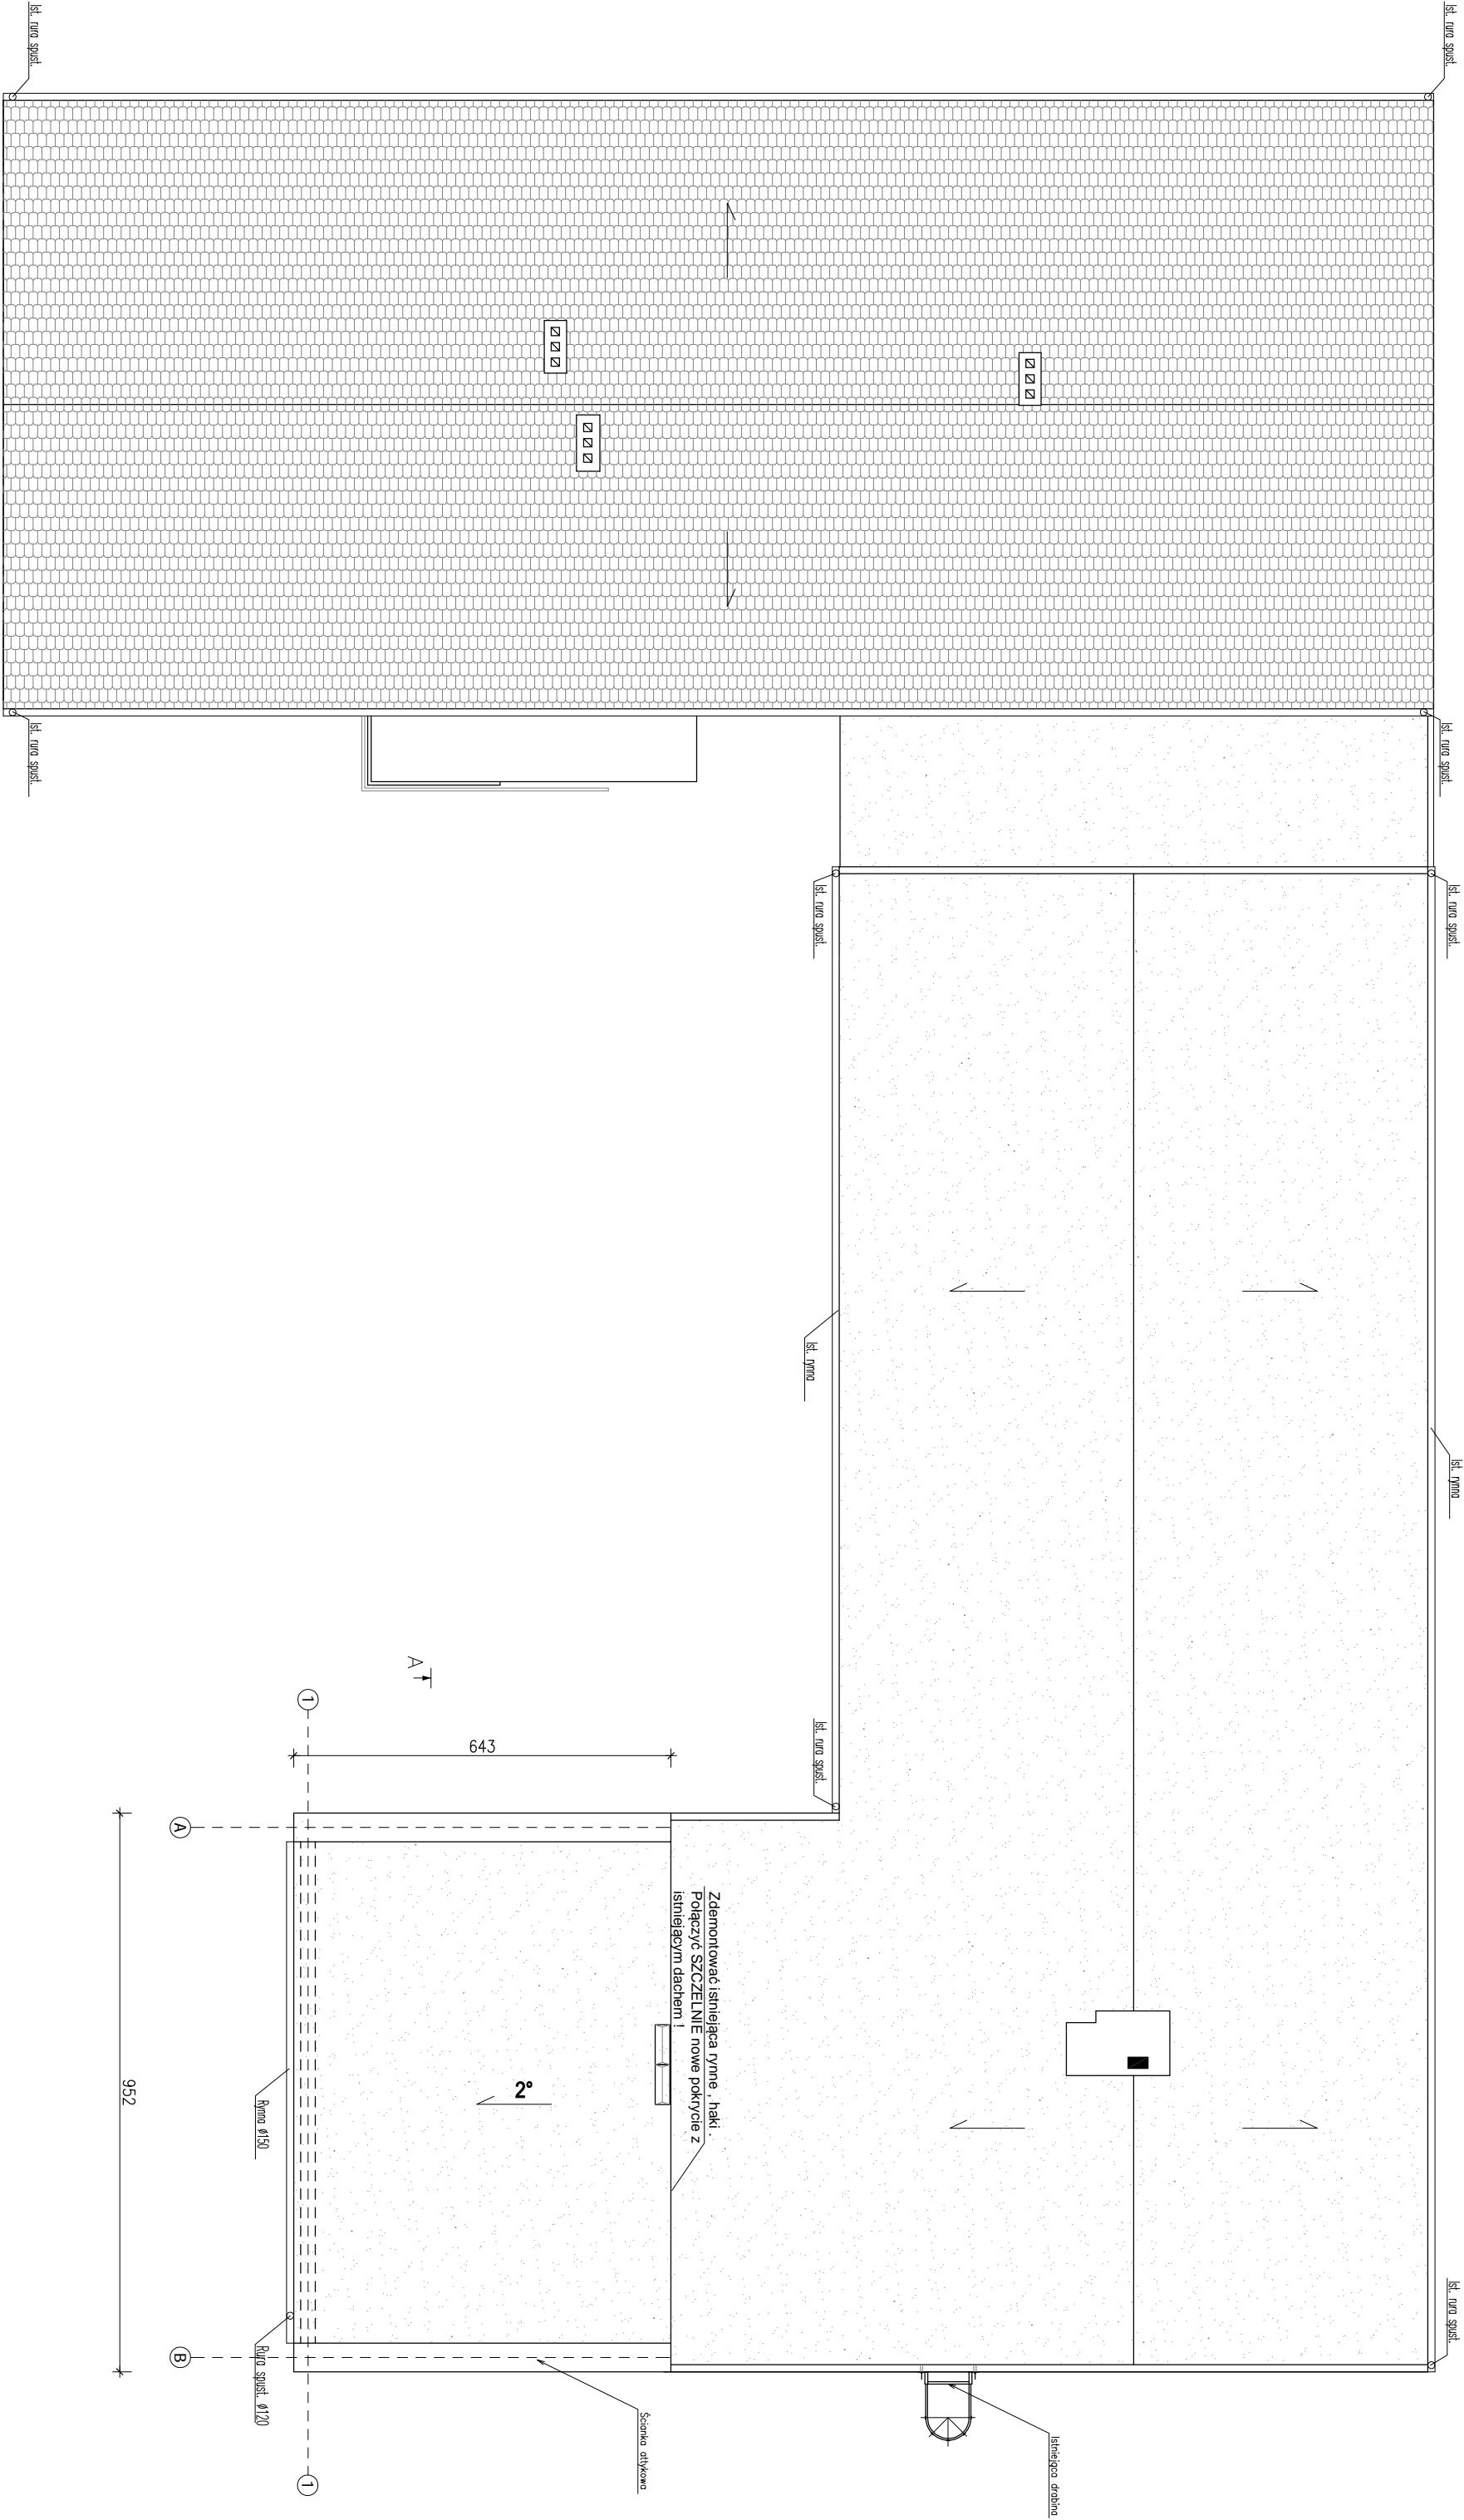 Ist. rura spust.
Ist. rura spust.
Ist. rura spust.
Ist. rura spust.
Ist. rura spust.
Ist. rura spust.
Ist. rynna
Ist. rynna
A
1
643
Ist. rura spust.
A
Zdemontować istniejąca rynne , haki .
Połączyć SZCZELNIE nowe pokrycie z
istniejącym dachem !
2°
952
Rynna Ø150
Ist. rura spust.
B
Rura spust. Ø120
Ścianka attykowa
Istniejąca drabina
1